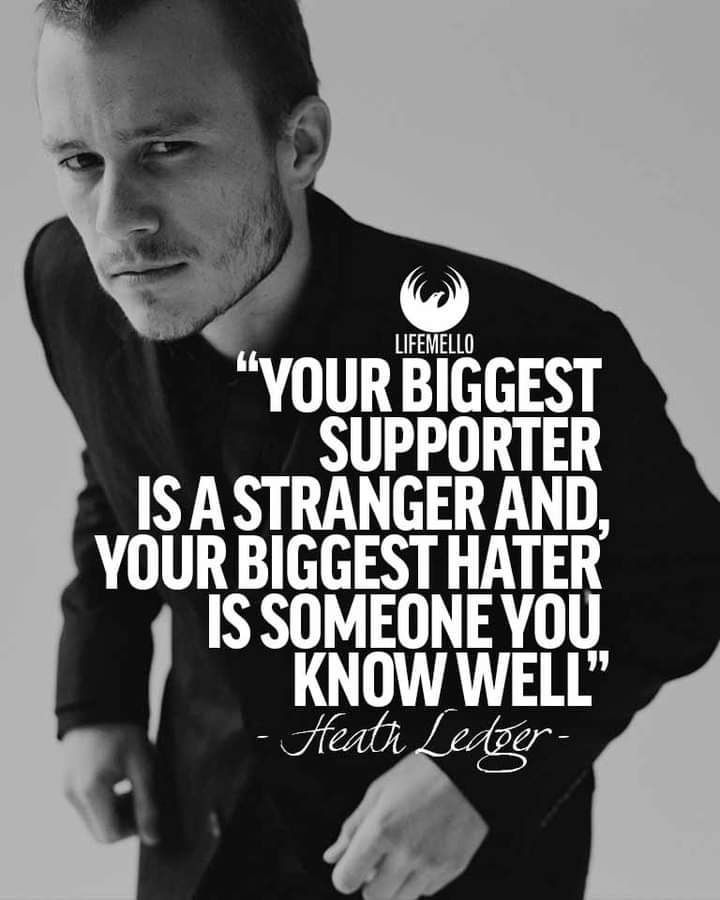 LIFEMELLO
“YOUR BIGGEST
SUPPORTER
IS A STRANGER AND,
YOUR BIGGEST HATER
IS SOMEONE YOU
KNOW WELL”
- Heath Ledger -